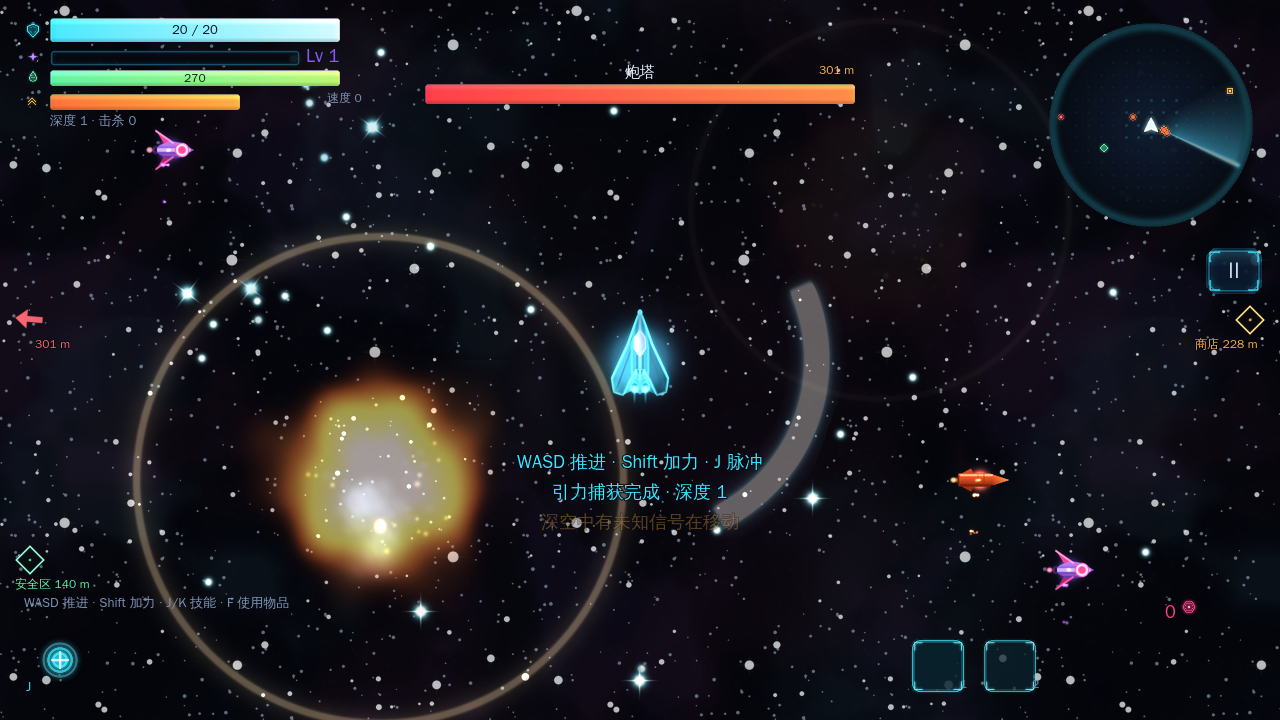 20 / 20
Lv 1
270
速度 0
深度 1 · 击杀 0
炮塔
301 m
301 m
商店 228 m
WASD 推进 · Shift 加力 · J 脉冲
引力捕获完成 · 深度 1
深空中有未知信号在移动
安全区 140 m
WASD 推进 · Shift 加力 · J/K 技能 · F 使用物品
0
J